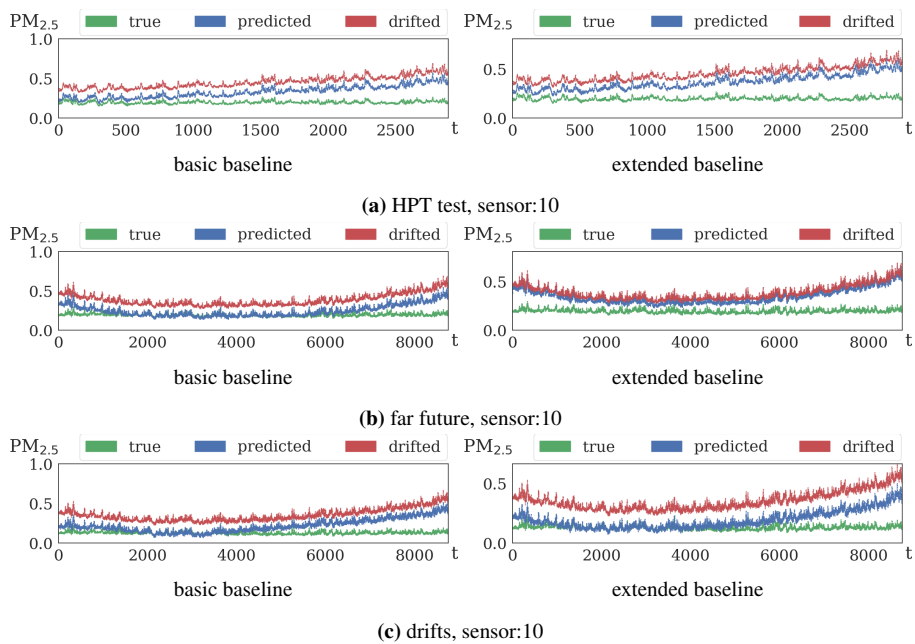 PM2.5 true predicted drifted PM2.5 true predicted drifted
1.0
0.5 0.5
0.0 0.0
0 500 1000 1500 2000 2500 t 0 500 1000 1500 2000 2500 t
basic baseline extended baseline
(a) HPT test, sensor:10
PM2.5 true predicted drifted PM2.5 true predicted drifted
1.0
0.5 0.5
0.0 0.0
0 2000 4000 6000 8000 t 0 2000 4000 6000 8000 t
basic baseline extended baseline
(b) far future, sensor:10
PM2.5 true predicted drifted PM2.5 true predicted drifted
1.0
0.5 0.5
0.0 0.0
0 2000 4000 6000 8000 t 0 2000 4000 6000 8000 t
basic baseline extended baseline
(c) drifts, sensor:10